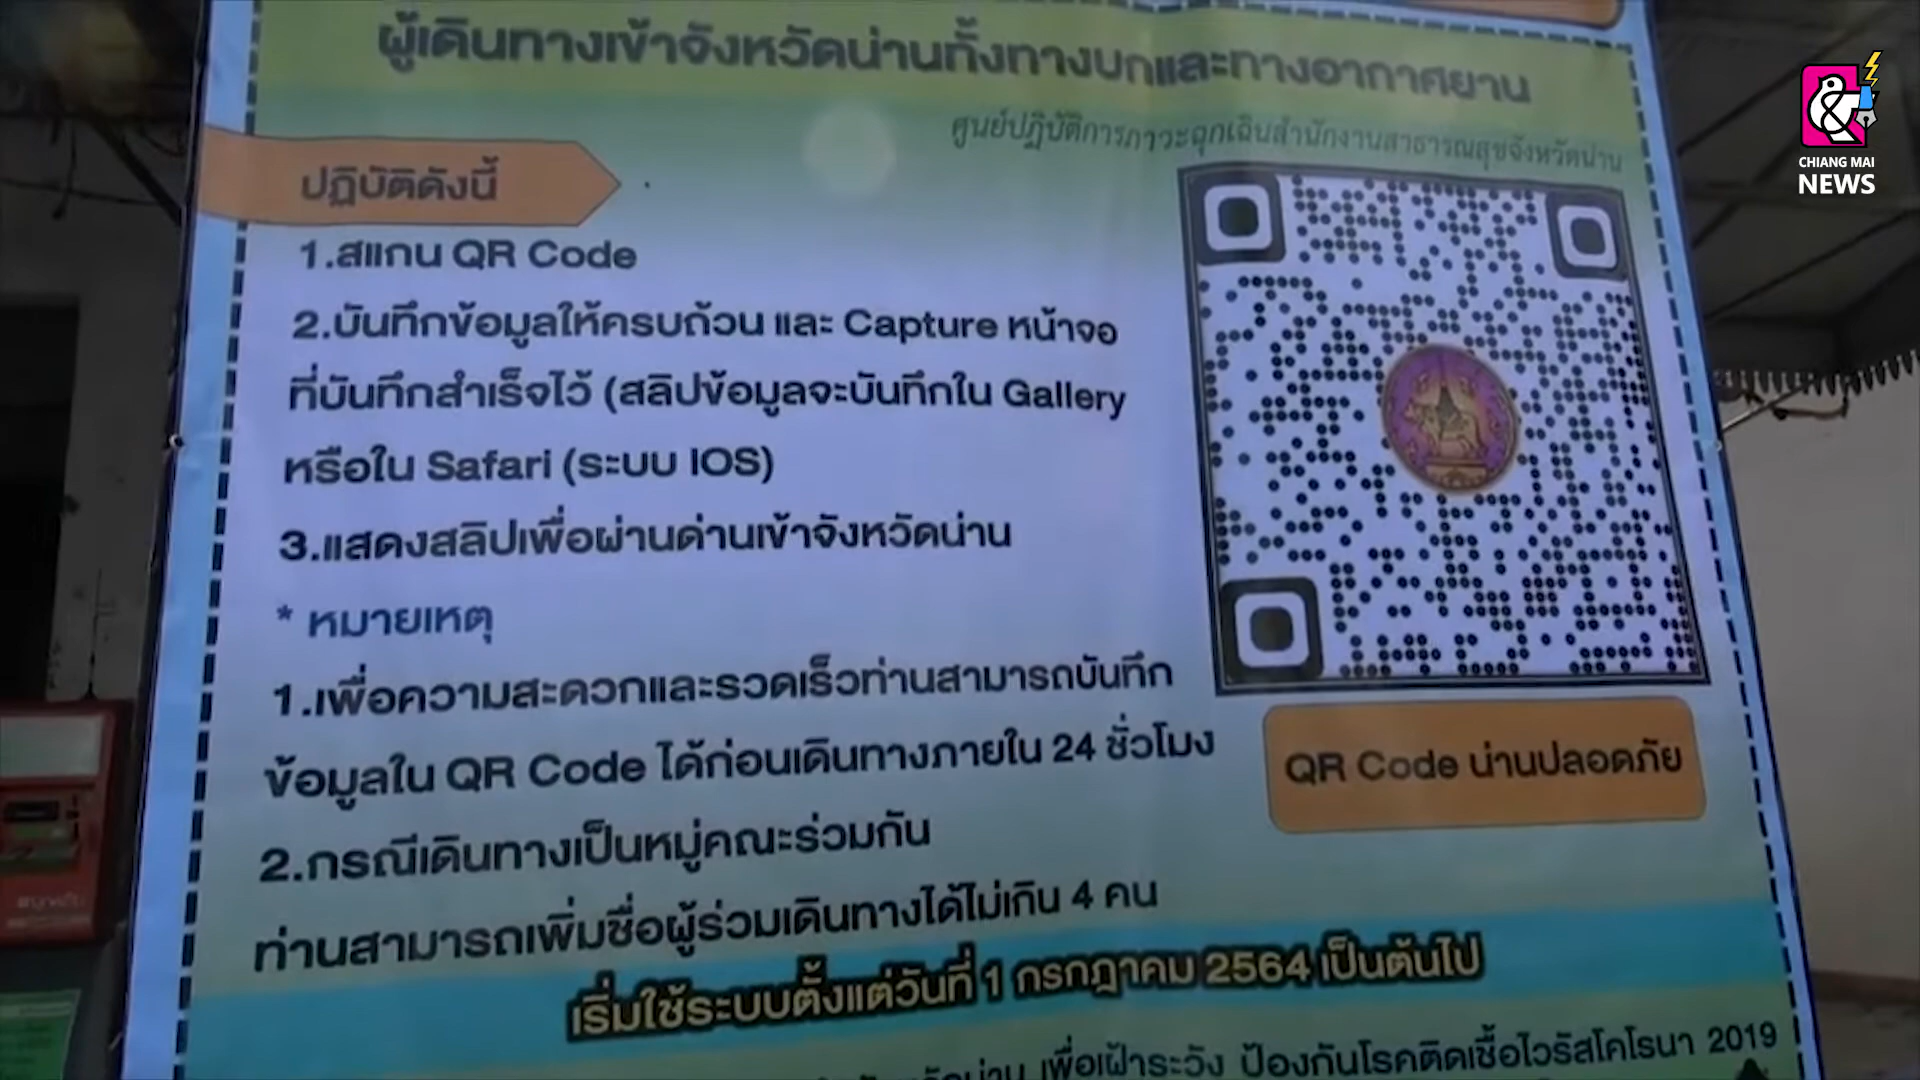 ผู้เดินทางเข้าจังหวัดน่านทั้งทางบกและทางอากาศยาน
ศูนย์ปฏิบัติการภาวะฉุกเฉินสำนักงานสาธารณสุขจังหวัดน่าน
ปฏิบัติดังนี้
1.สแกน QR Code
2.บันทึกข้อมูลให้ครบถ้วน และ Capture หน้าจอ
ที่บันทึกสำเร็จไว้ (สลิปข้อมูลจะบันทึกใน Gallery
หรือใน Safari (ระบบ IOS)
3.แสดงสลิปเพื่อผ่านด่านเข้าจังหวัดน่าน
* หมายเหตุ
1.เพื่อความสะดวกและรวดเร็วท่านสามารถบันทึก
ข้อมูลใน QR Code ได้ก่อนเดินทางภายใน 24 ชั่วโมง
2.กรณีเดินทางเป็นหมู่คณะร่วมกัน
ท่านสามารถเพิ่มชื่อผู้ร่วมเดินทางได้ไม่เกิน 4 คน
QR Code น่านปลอดภัย
เริ่มใช้ระบบตั้งแต่วันที่ 1 กรกฎาคม 2564 เป็นต้นไป
เพื่อเฝ้าระวัง ป้องกันโรคติดเชื้อไวรัสโคโรนา 2019
CHIANG MAI
NEWS